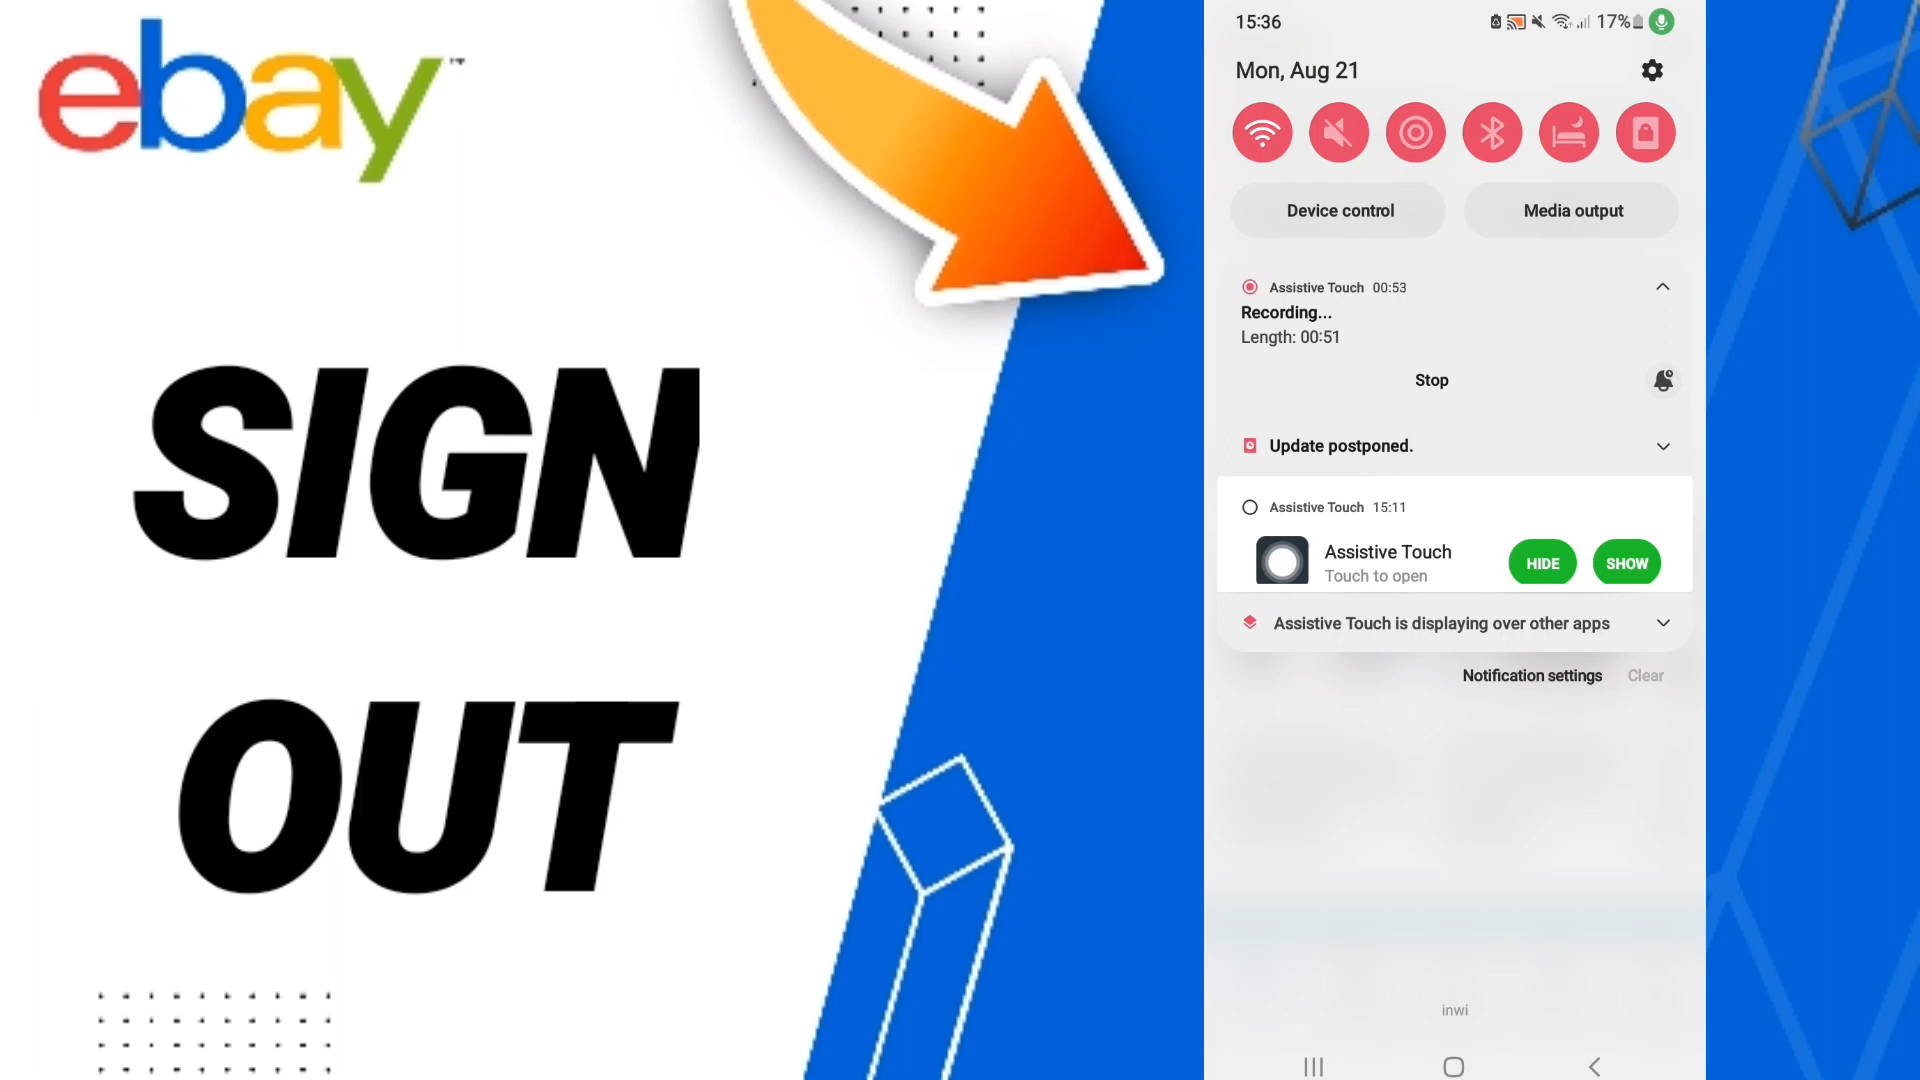 ebay™
SIGN
OUT
15:36
17%
Mon, Aug 21
Device control
Media output
Assistive Touch 00:53
Recording...
Length: 00:51
Stop
Update postponed.
Assistive Touch 15:11
Assistive Touch
Touch to open
HIDE
SHOW
Assistive Touch is displaying over other apps
Notification settings
Clear
inwi